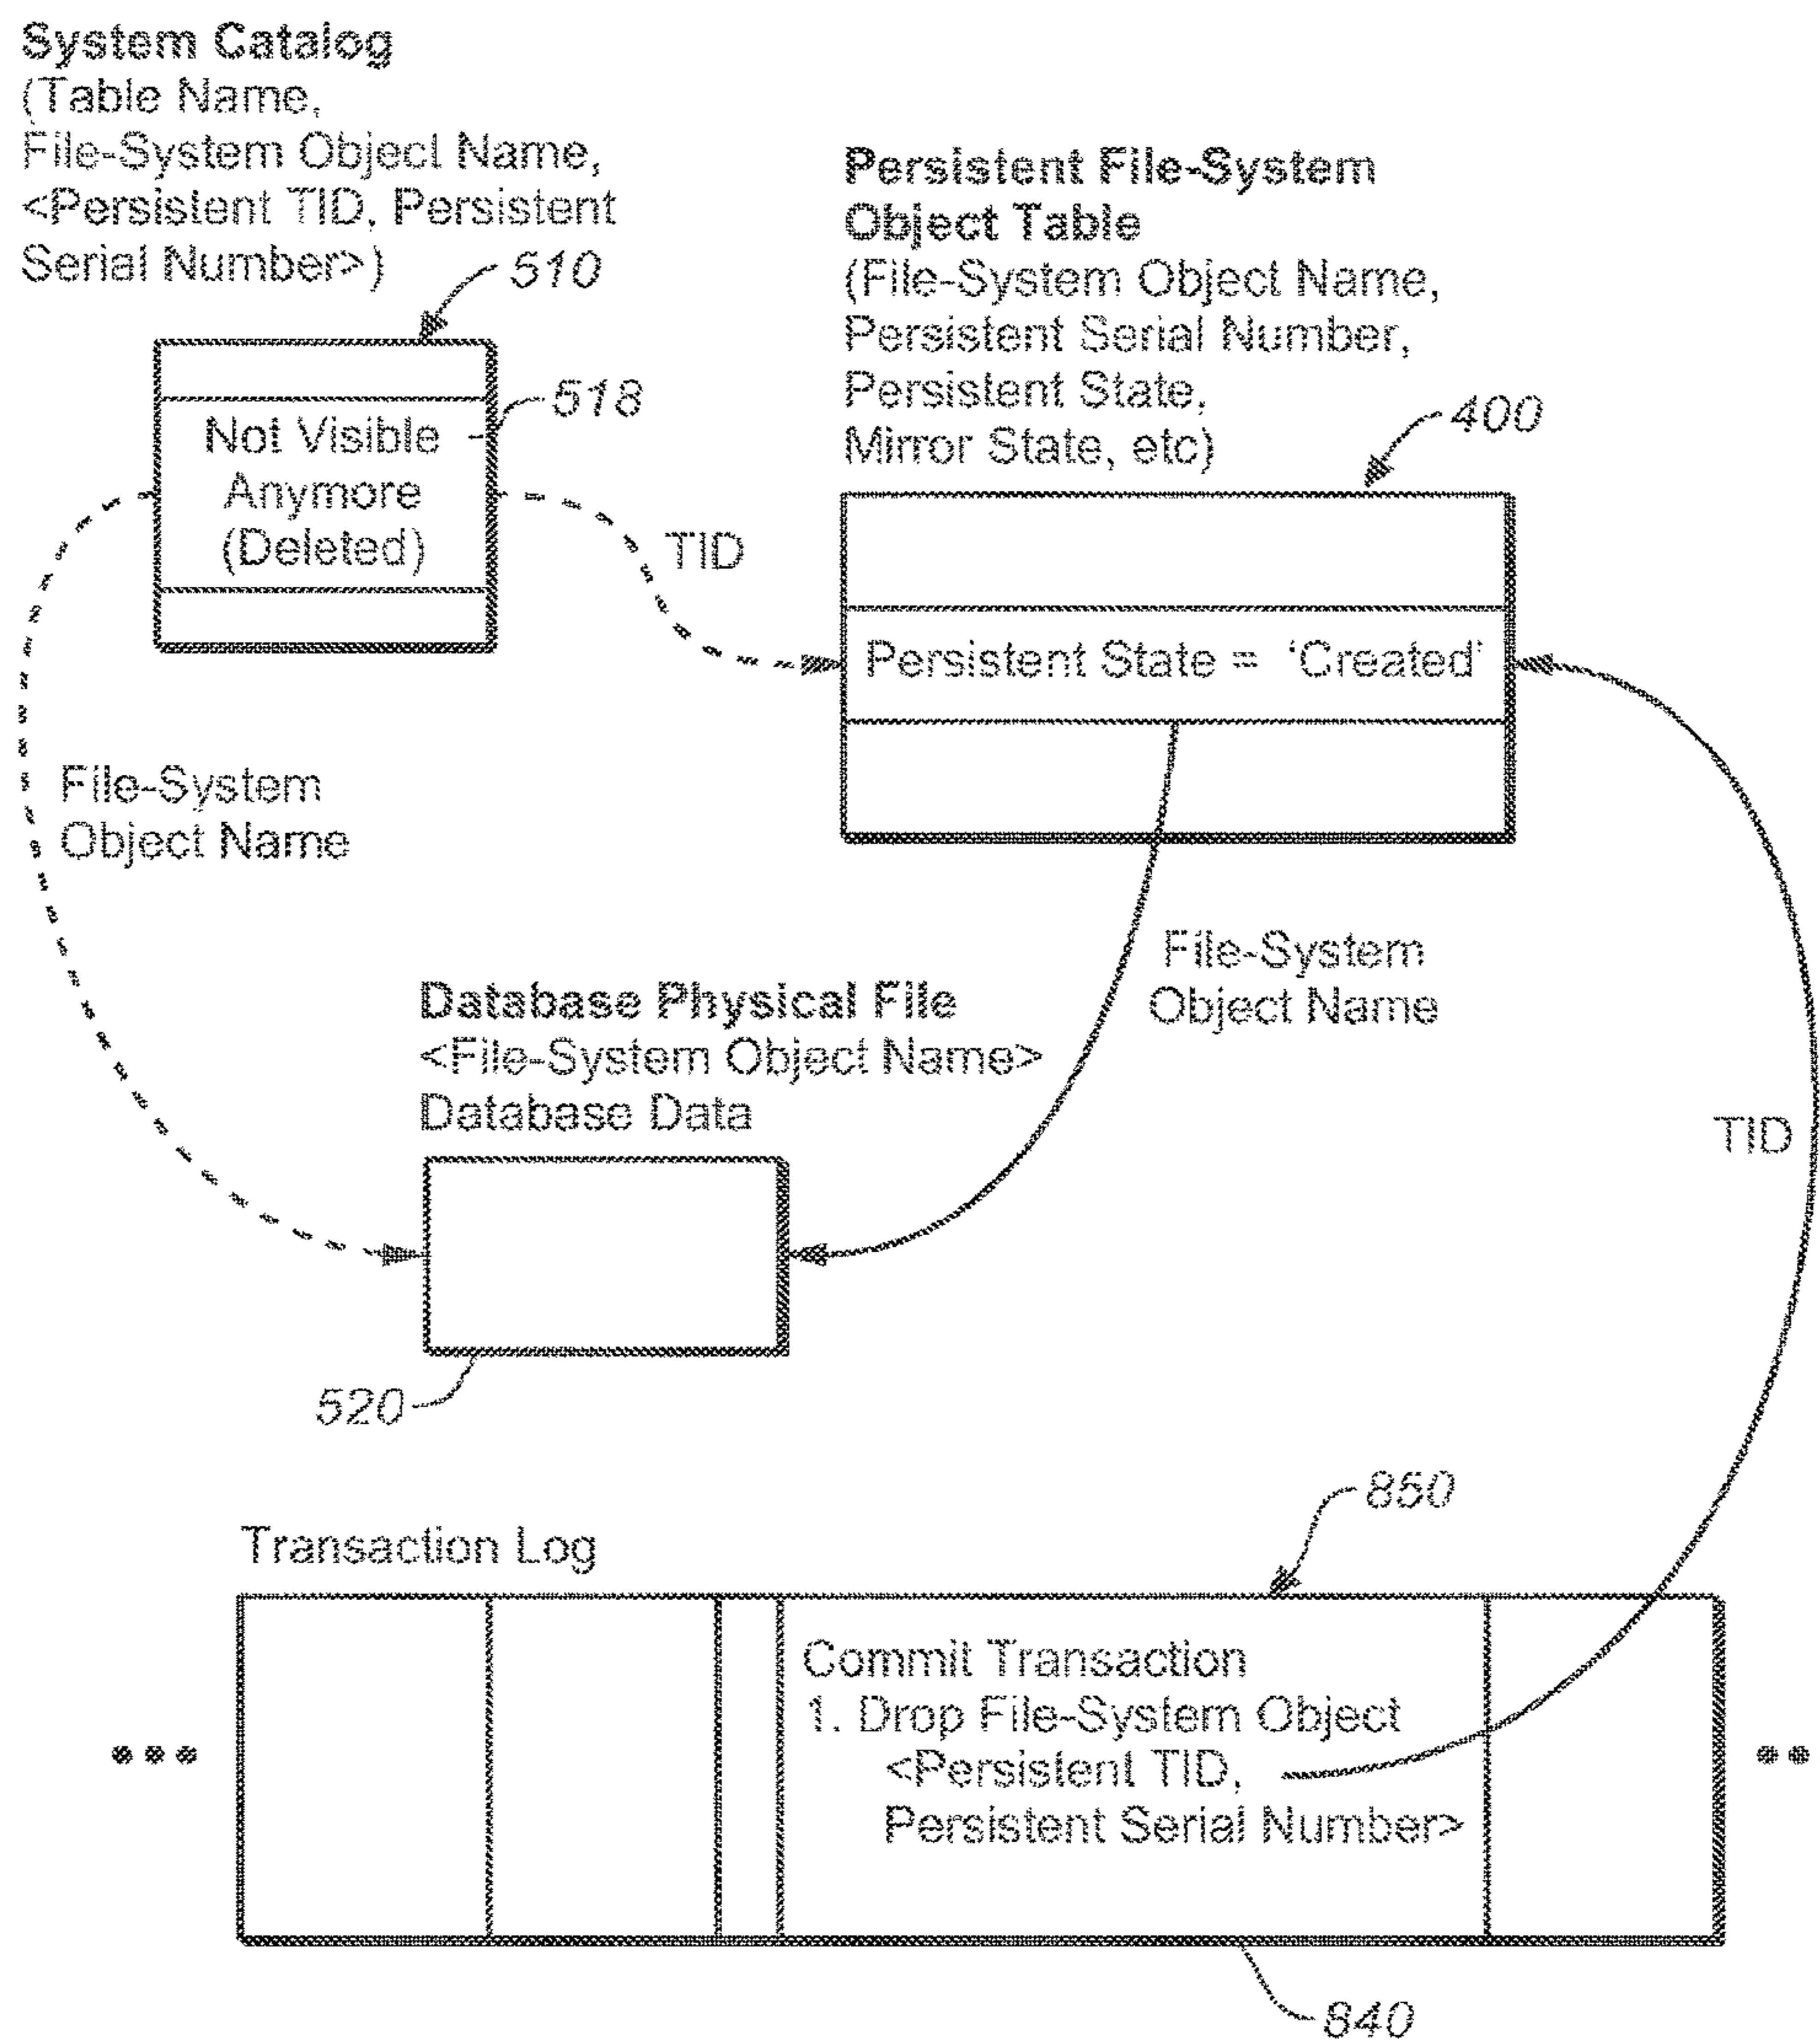 System Catalog
(Table Name,
File-System Object Name,
<Persistent TID, Persistent
Serial Number>)
510
518
Not Visible
Anymore
(Deleted)
Persistent File-System
Object Table
(File-System Object Name,
Persistent Serial Number,
Persistent State,
Mirror State, etc)
400
TID
Persistent State = 'Created'
File-System
Object Name
File-System
Object Name
Database Physical File
<File-System Object Name>
Database Data
TID
520
850
Transaction Log
Commit Transaction
1. Drop File-System Object
<Persistent TID,
Persistent Serial Number>
840